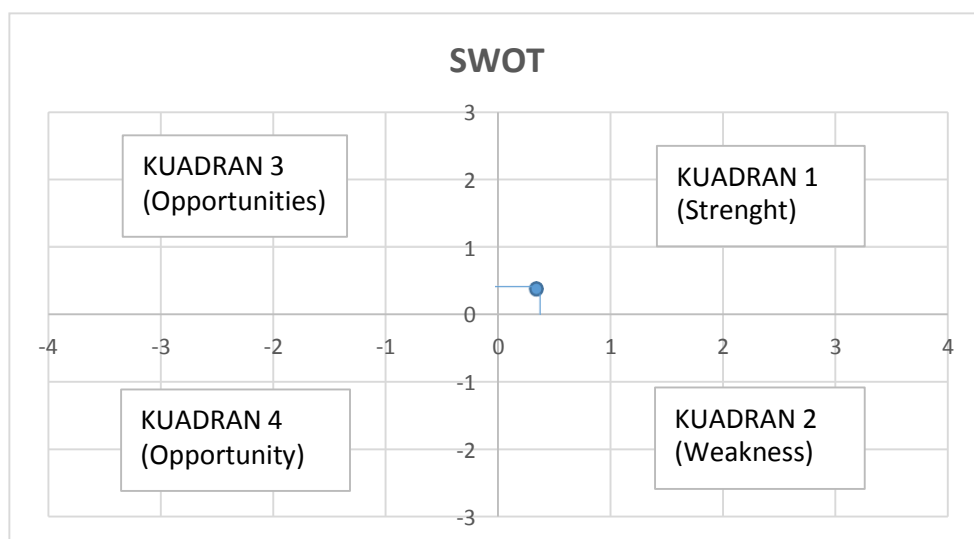 SWOT
3
KUADRAN 3
(Opportunities)
KUADRAN 1
(Strenght)
2
1
0
-4 -3 -2 -1 0 1 2 3 4
-1
KUADRAN 4
(Opportunity)
KUADRAN 2
(Weakness)
-2
-3